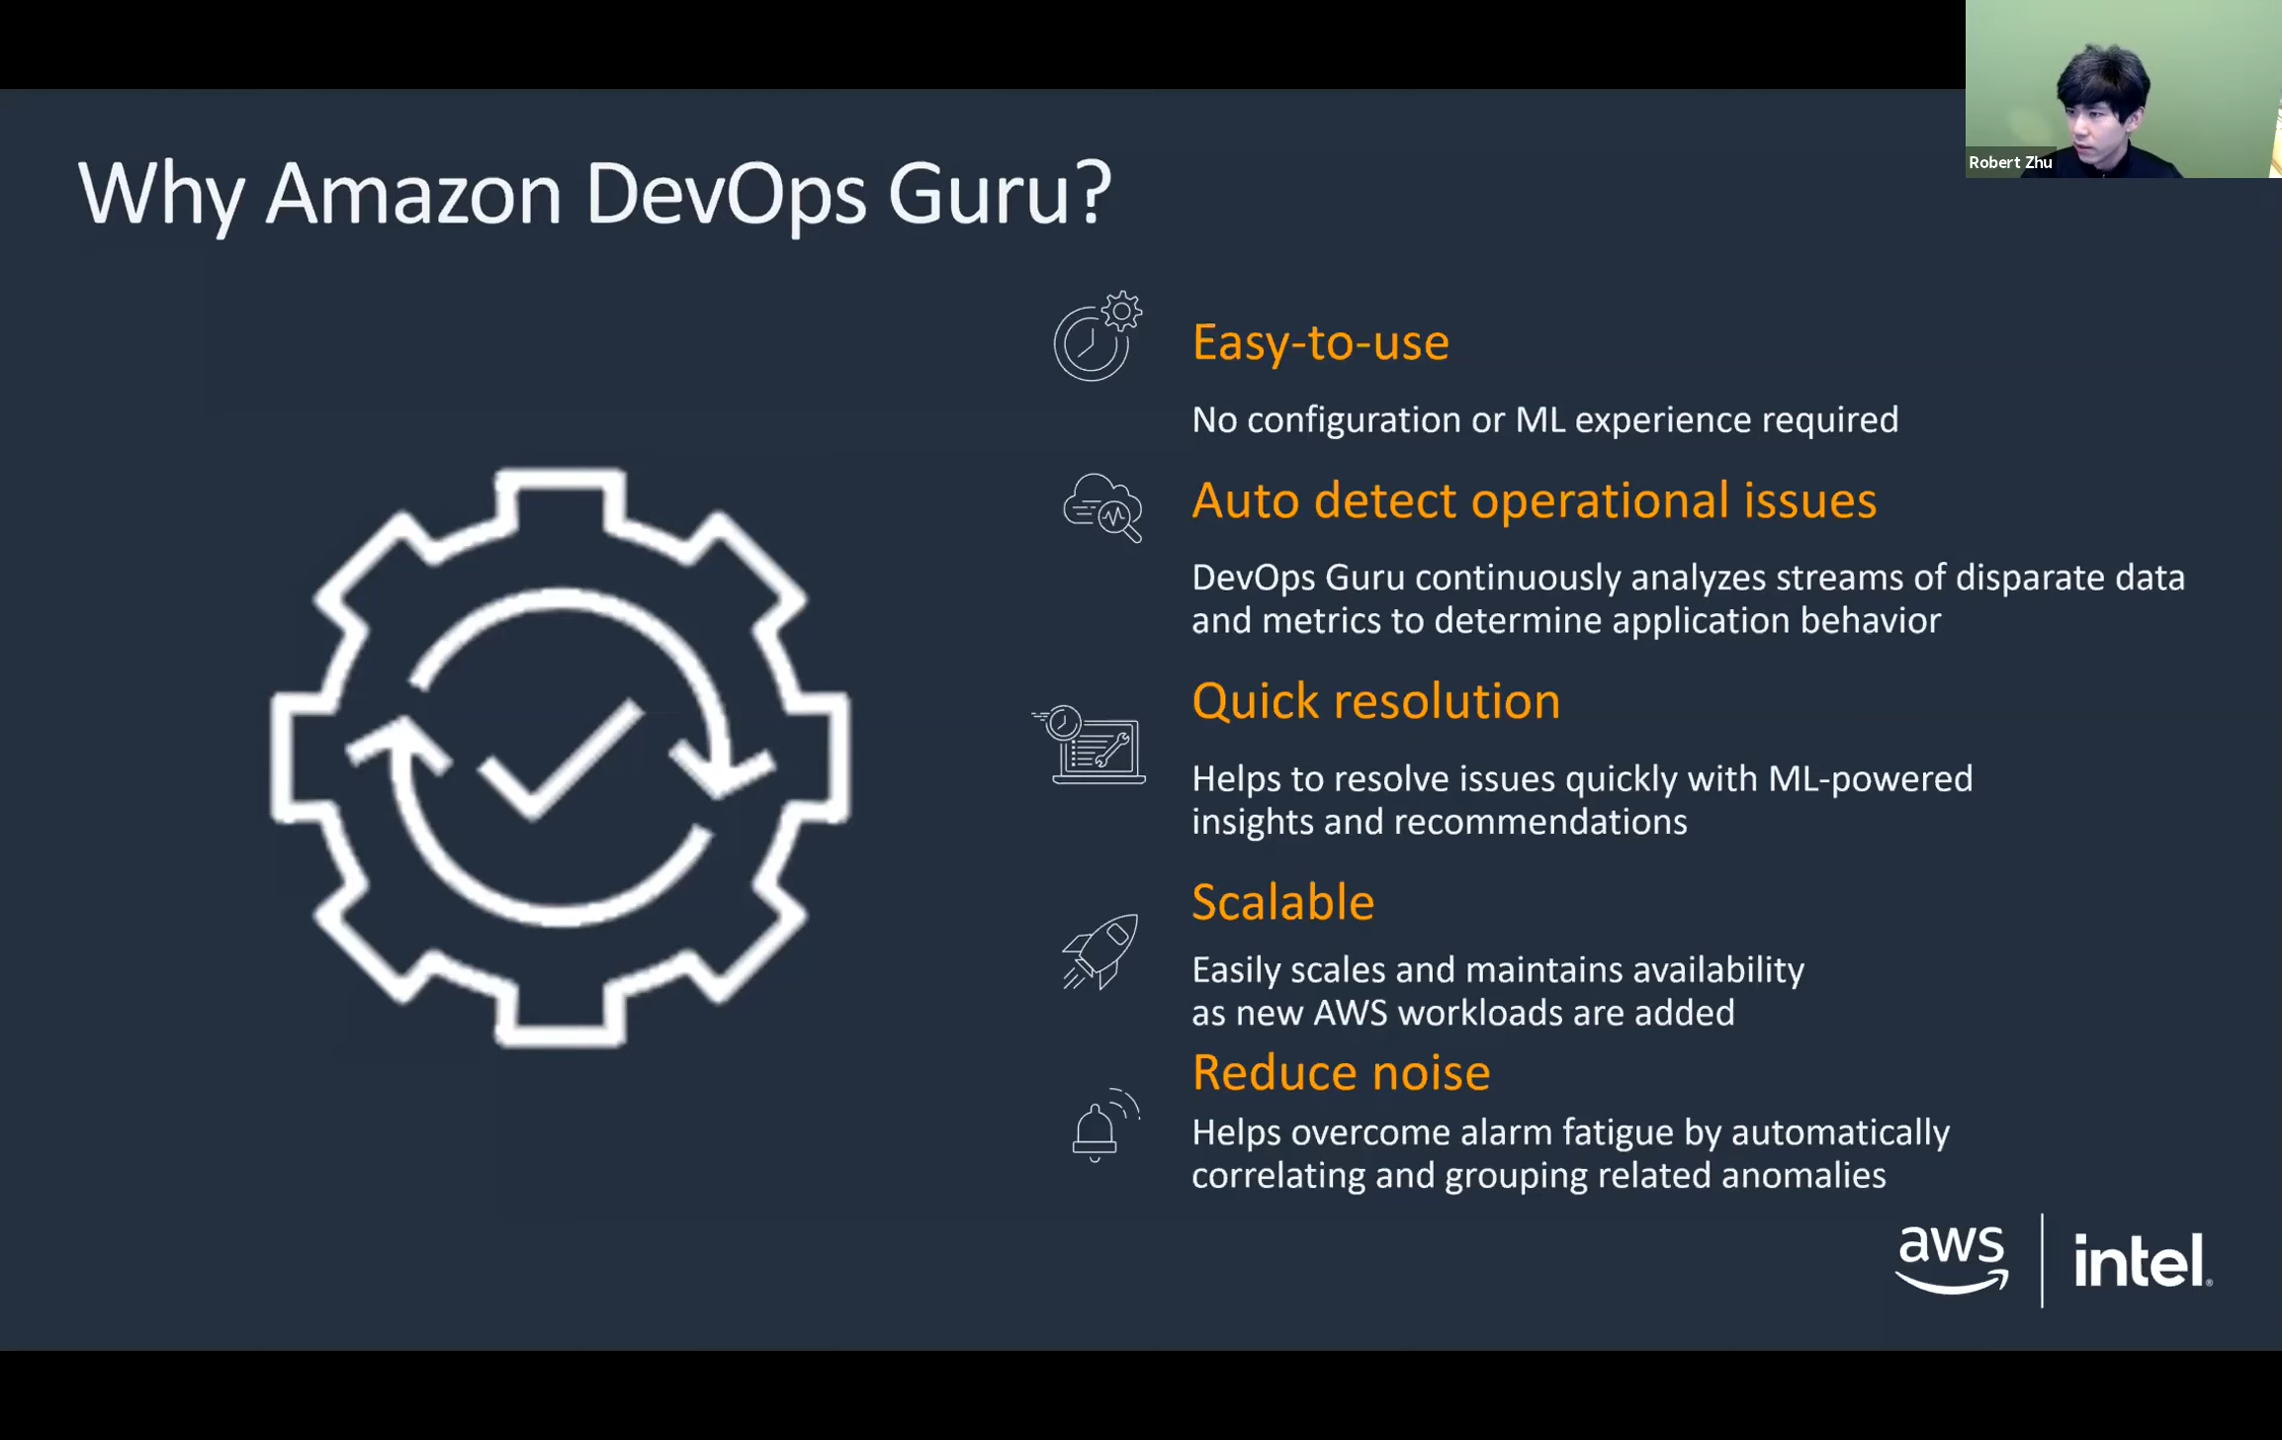 Robert Zhu
Why Amazon DevOps Guru?
Easy-to-use
No configuration or ML experience required
Auto detect operational issues
DevOps Guru continuously analyzes streams of disparate data
and metrics to determine application behavior
Quick resolution
Helps to resolve issues quickly with ML-powered
insights and recommendations
Scalable
Easily scales and maintains availability
as new AWS workloads are added
Reduce noise
Helps overcome alarm fatigue by automatically
correlating and grouping related anomalies
aws
intel.